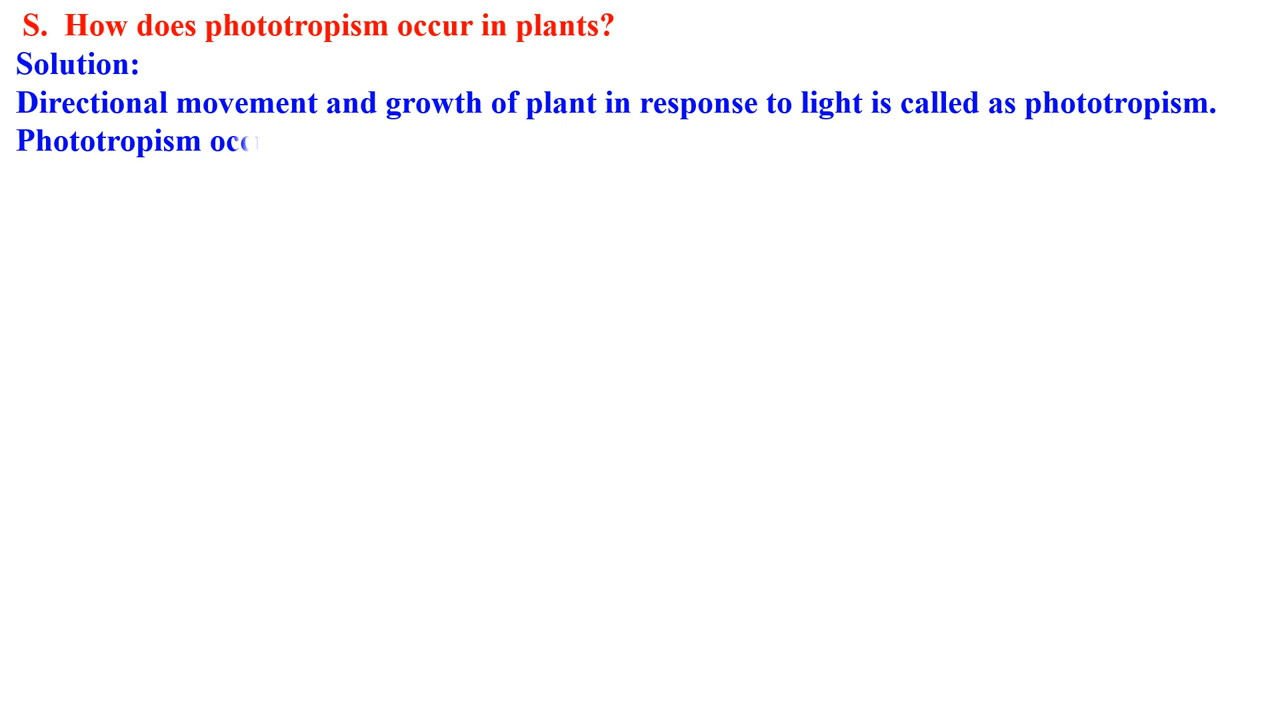 S. How does phototropism occur in plants?
Solution:
Directional movement and growth of plant in response to light is called as phototropism.
Phototropism